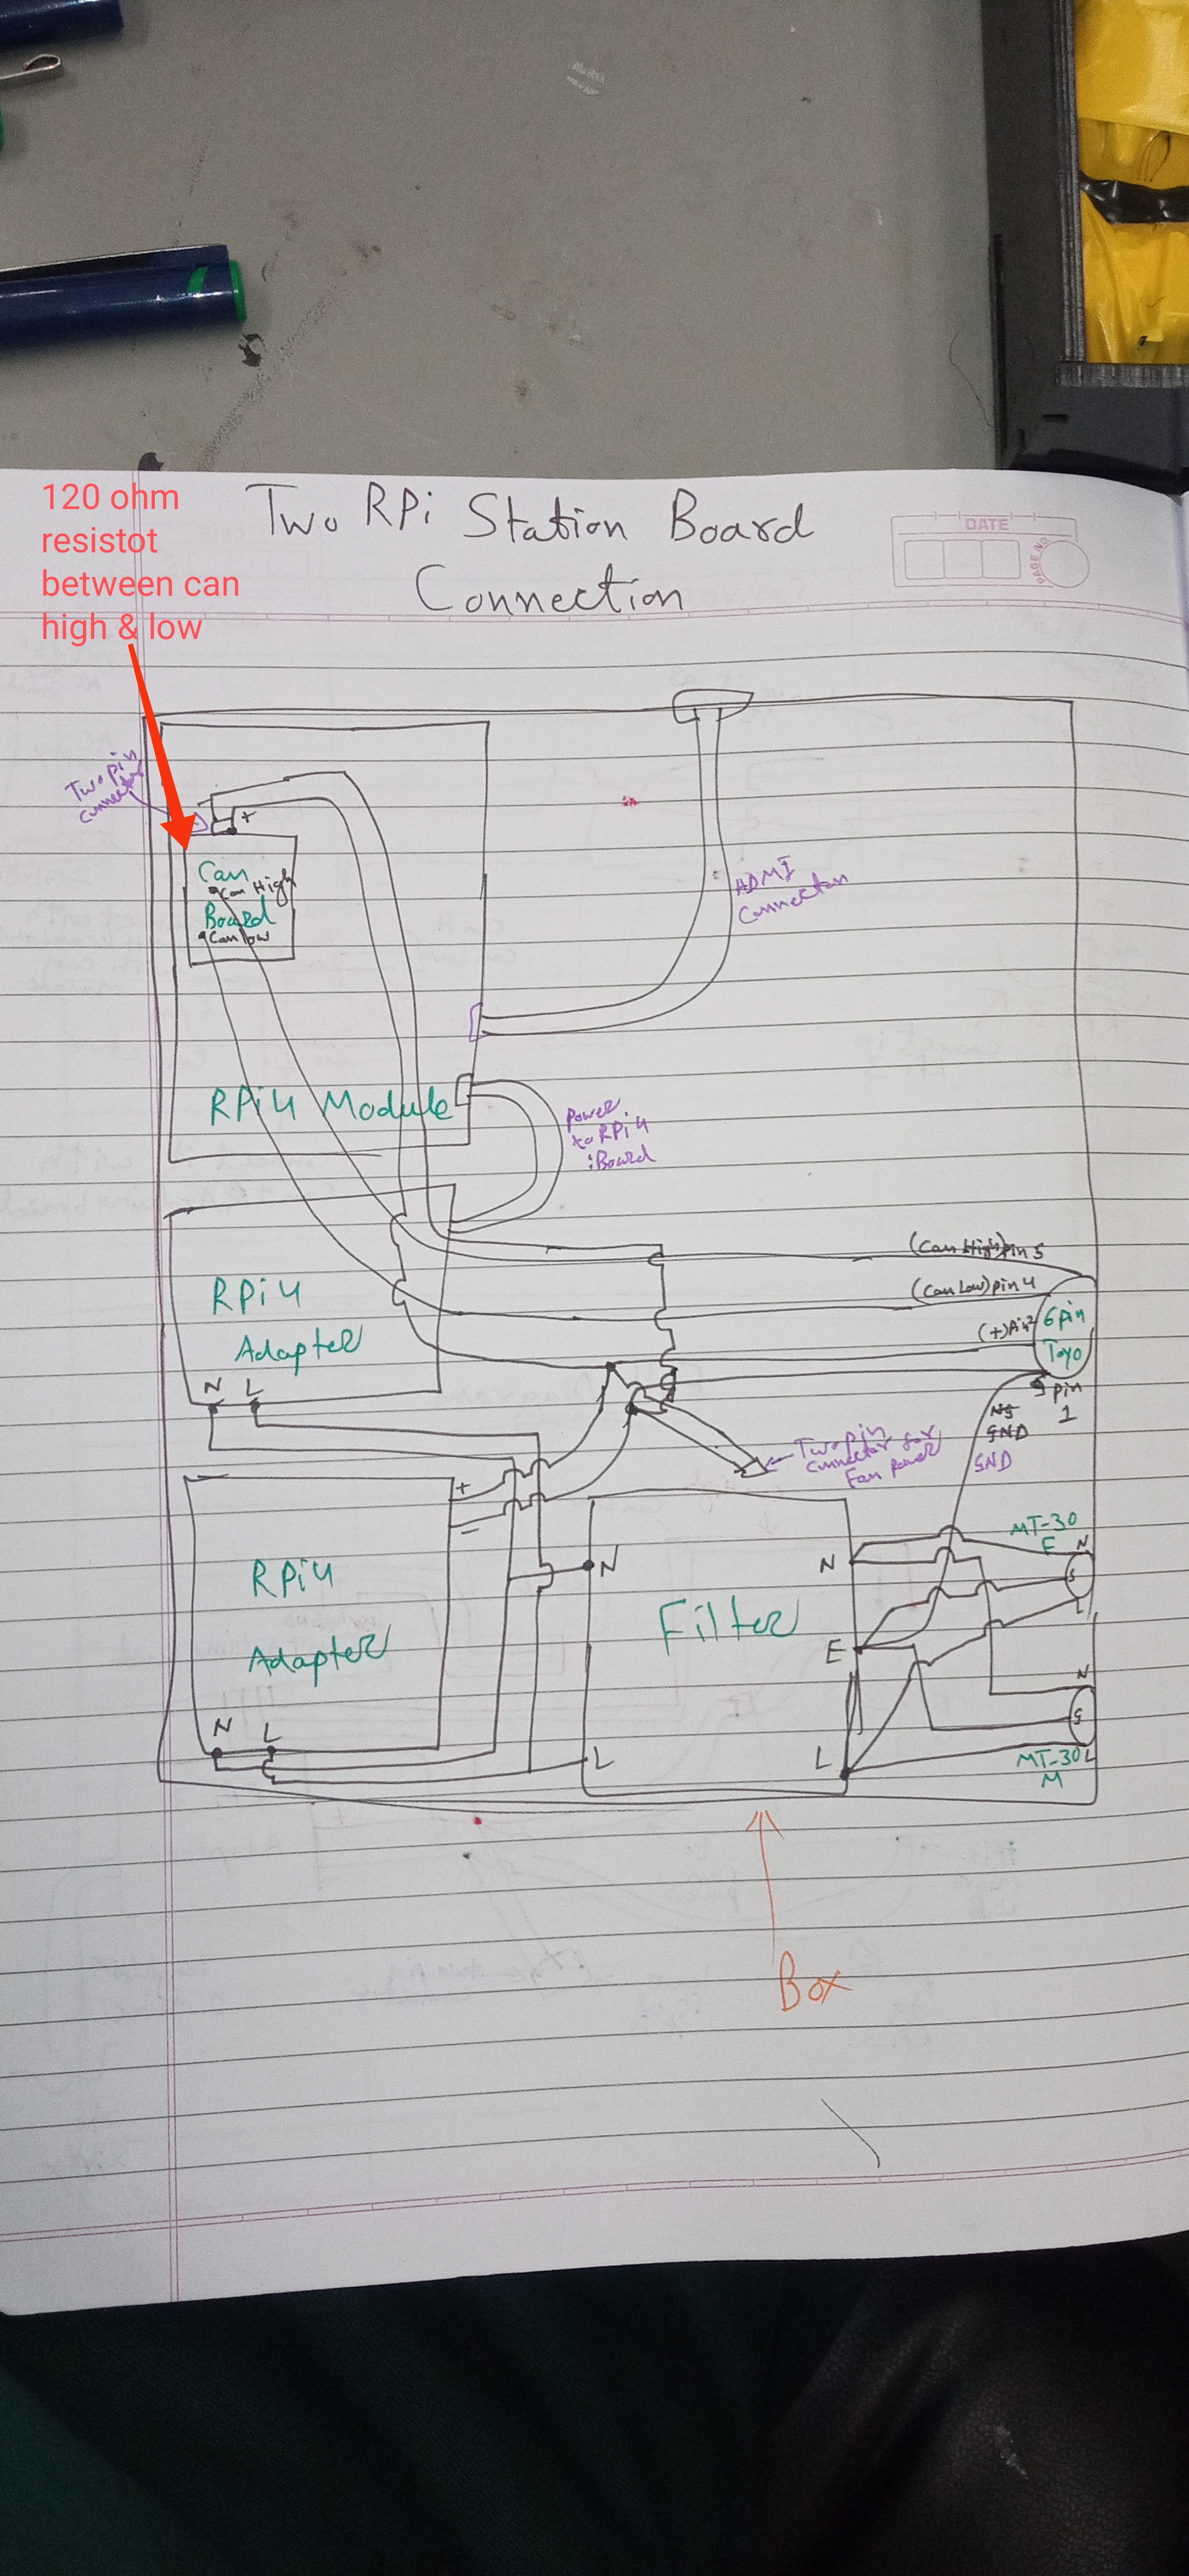 120 ohm
resistot
between can
high & low
Two RPi Station Board
Connection
DATE
PAGE NO.
Two pin
connector
+
Can
Can High
Board
Can low
HDMI
Connector
RPi4 Module
Power
to RPi4
Board
(Can High) pin 5
(Can Low) pin 4
(+) Pin 2
6 pin
Toyo
pin
1
RPi4
Adapter
N L
GND
GND
Two pin
Connector for
Fan power
+
-
RPi4
Adapter
N L
N
Filter
L
N
E
L
MT-30
F
N
G
L
N
G
L
MT-30
M
Box